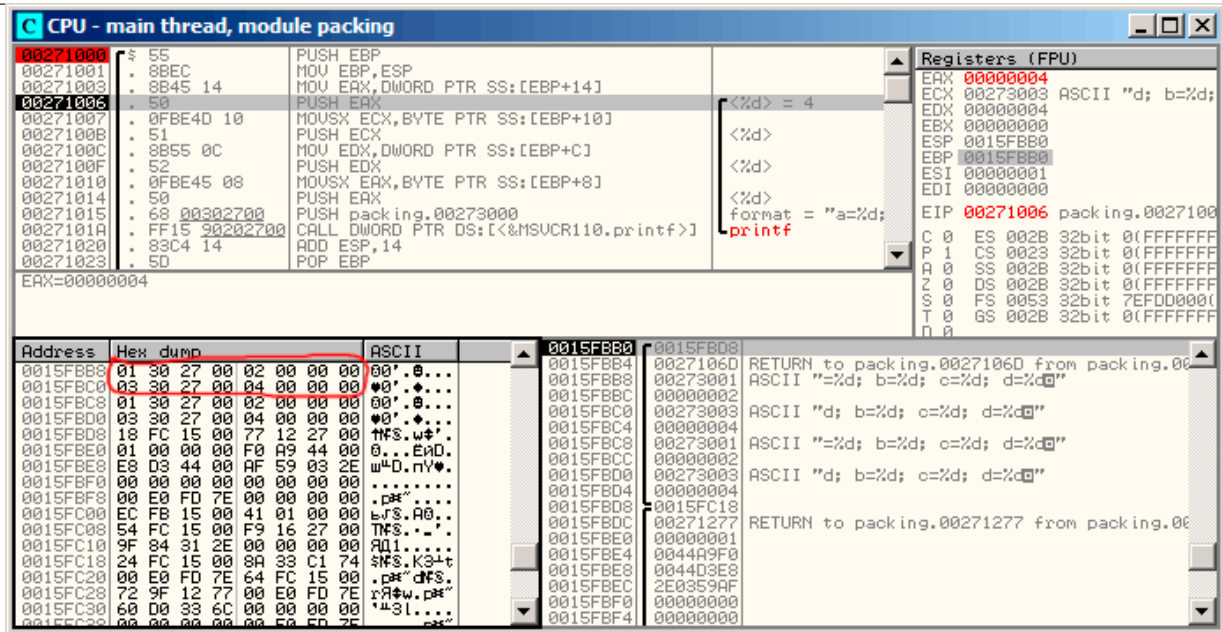 CPU - main thread, module packing
00271000 $ 55 PUSH EBP
00271001 . 8BEC MOV EBP,ESP
00271003 . 8B45 14 MOV EAX,DWORD PTR SS:[EBP+14]
00271006 . 50 PUSH EAX <%d> = 4
00271007 . 0FBE4D 10 MOVSX ECX,BYTE PTR SS:[EBP+10]
0027100B . 51 PUSH ECX <%d>
0027100C . 8B55 0C MOV EDX,DWORD PTR SS:[EBP+C]
0027100F . 52 PUSH EDX <%d>
00271010 . 0FBE45 08 MOVSX EAX,BYTE PTR SS:[EBP+8]
00271014 . 50 PUSH EAX <%d>
00271015 . 68 00302700 PUSH packing.00273000 format = "a=%d;
0027101A . FF15 90202700 CALL DWORD PTR DS:[<&MSVCR110.printf>] printf
00271020 . 83C4 14 ADD ESP,14
00271023 . 5D POP EBP
EAX=00000004
Registers (FPU)
EAX 00000004
ECX 00273003 ASCII "d; b=%d;
EDX 00000004
EBX 00000000
ESP 0015FBB0
EBP 0015FBB0
ESI 00000001
EDI 00000000
EIP 00271006 packing.0027100
C 0 ES 002B 32bit 0(FFFFFFF
P 1 CS 0023 32bit 0(FFFFFFF
A 0 SS 002B 32bit 0(FFFFFFF
Z 0 DS 002B 32bit 0(FFFFFFF
S 0 FS 0053 32bit 7EFDD000(
T 0 GS 002B 32bit 0(FFFFFFF
D 0
Address Hex dump ASCII
0015FBB8 01 30 27 00 02 00 00 00
0015FBC0 03 30 27 00 04 00 00 00
0015FBC8 01 30 27 00 02 00 00 00
0015FBD0 03 30 27 00 04 00 00 00
0015FBD8 18 FC 15 00 77 12 27 00
0015FBE0 01 00 00 00 F0 A9 44 00
0015FBE8 E8 D3 44 00 AF 59 03 2E
0015FBF0 00 00 00 00 00 00 00 00
0015FBF8 00 E0 FD 7E 00 00 00 00
0015FC00 EC FB 15 00 41 01 00 00
0015FC08 54 FC 15 00 F9 16 27 00
0015FC10 9F 84 31 2E 00 00 00 00
0015FC18 24 FC 15 00 8A 33 C1 74
0015FC20 00 E0 FD 7E 64 FC 15 00
0015FC28 72 9F 12 77 00 E0 FD 7E
0015FC30 60 D0 33 6C 00 00 00 00
0015FBB0 0015FBD8
0015FBB4 0027106D RETURN to packing.0027106D from packing.00
0015FBB8 00273001 ASCII "=%d; b=%d; c=%d; d=%d
0015FBBC 00000002
0015FBC0 00273003 ASCII "d; b=%d; c=%d; d=%d
0015FBC4 00000004
0015FBC8 00273001 ASCII "=%d; b=%d; c=%d; d=%d
0015FBCC 00000002
0015FBD0 00273003 ASCII "d; b=%d; c=%d; d=%d
0015FBD4 00000004
0015FBD8 0015FC18
0015FBDC 00271277 RETURN to packing.00271277 from packing.00
0015FBE0 00000001
0015FBE4 0044A9F0
0015FBE8 0044D3E8
0015FBEC 2E0359AF
0015FBF0 00000000
0015FBF4 00000000